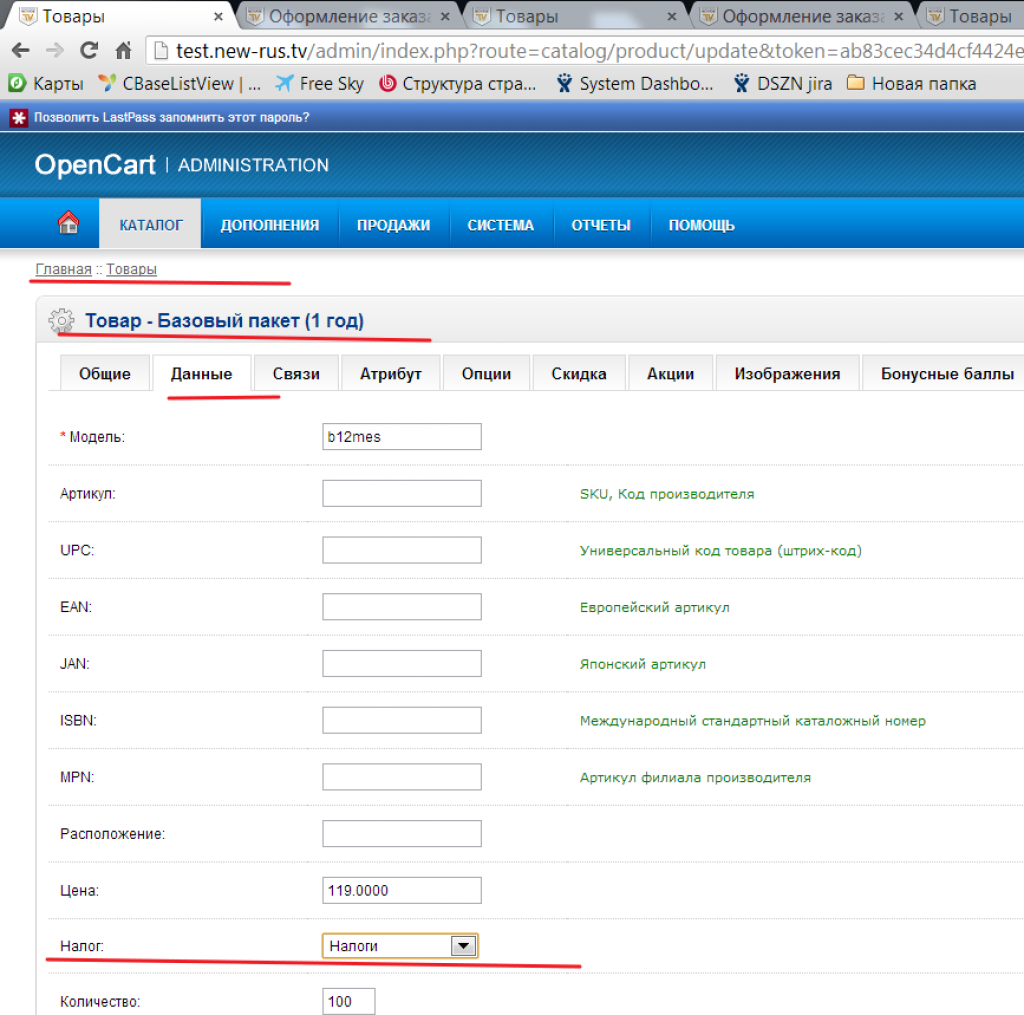 Товары × Оформление заказа × Товары × Оформление заказа × Товары
test.new-rus.tv/admin/index.php?route=catalog/product/update&token=ab83cec34d4cf4424e
Карты CBaseListView | ... Free Sky Структура стра... System Dashbo... DSZN jira Новая папка
Позволить LastPass запомнить этот пароль?
OpenCart | ADMINISTRATION
КАТАЛОГ ДОПОЛНЕНИЯ ПРОДАЖИ СИСТЕМА ОТЧЕТЫ ПОМОЩЬ
Главная :: Товары
Товар - Базовый пакет (1 год)
Общие Данные Связи Атрибут Опции Скидка Акции Изображения Бонусные баллы
* Модель: b12mes
Артикул: SKU, Код производителя
UPC: Универсальный код товара (штрих-код)
EAN: Европейский артикул
JAN: Японский артикул
ISBN: Международный стандартный каталожный номер
MPN: Артикул филиала производителя
Расположение:
Цена: 119.0000
Налог: Налоги
Количество: 100